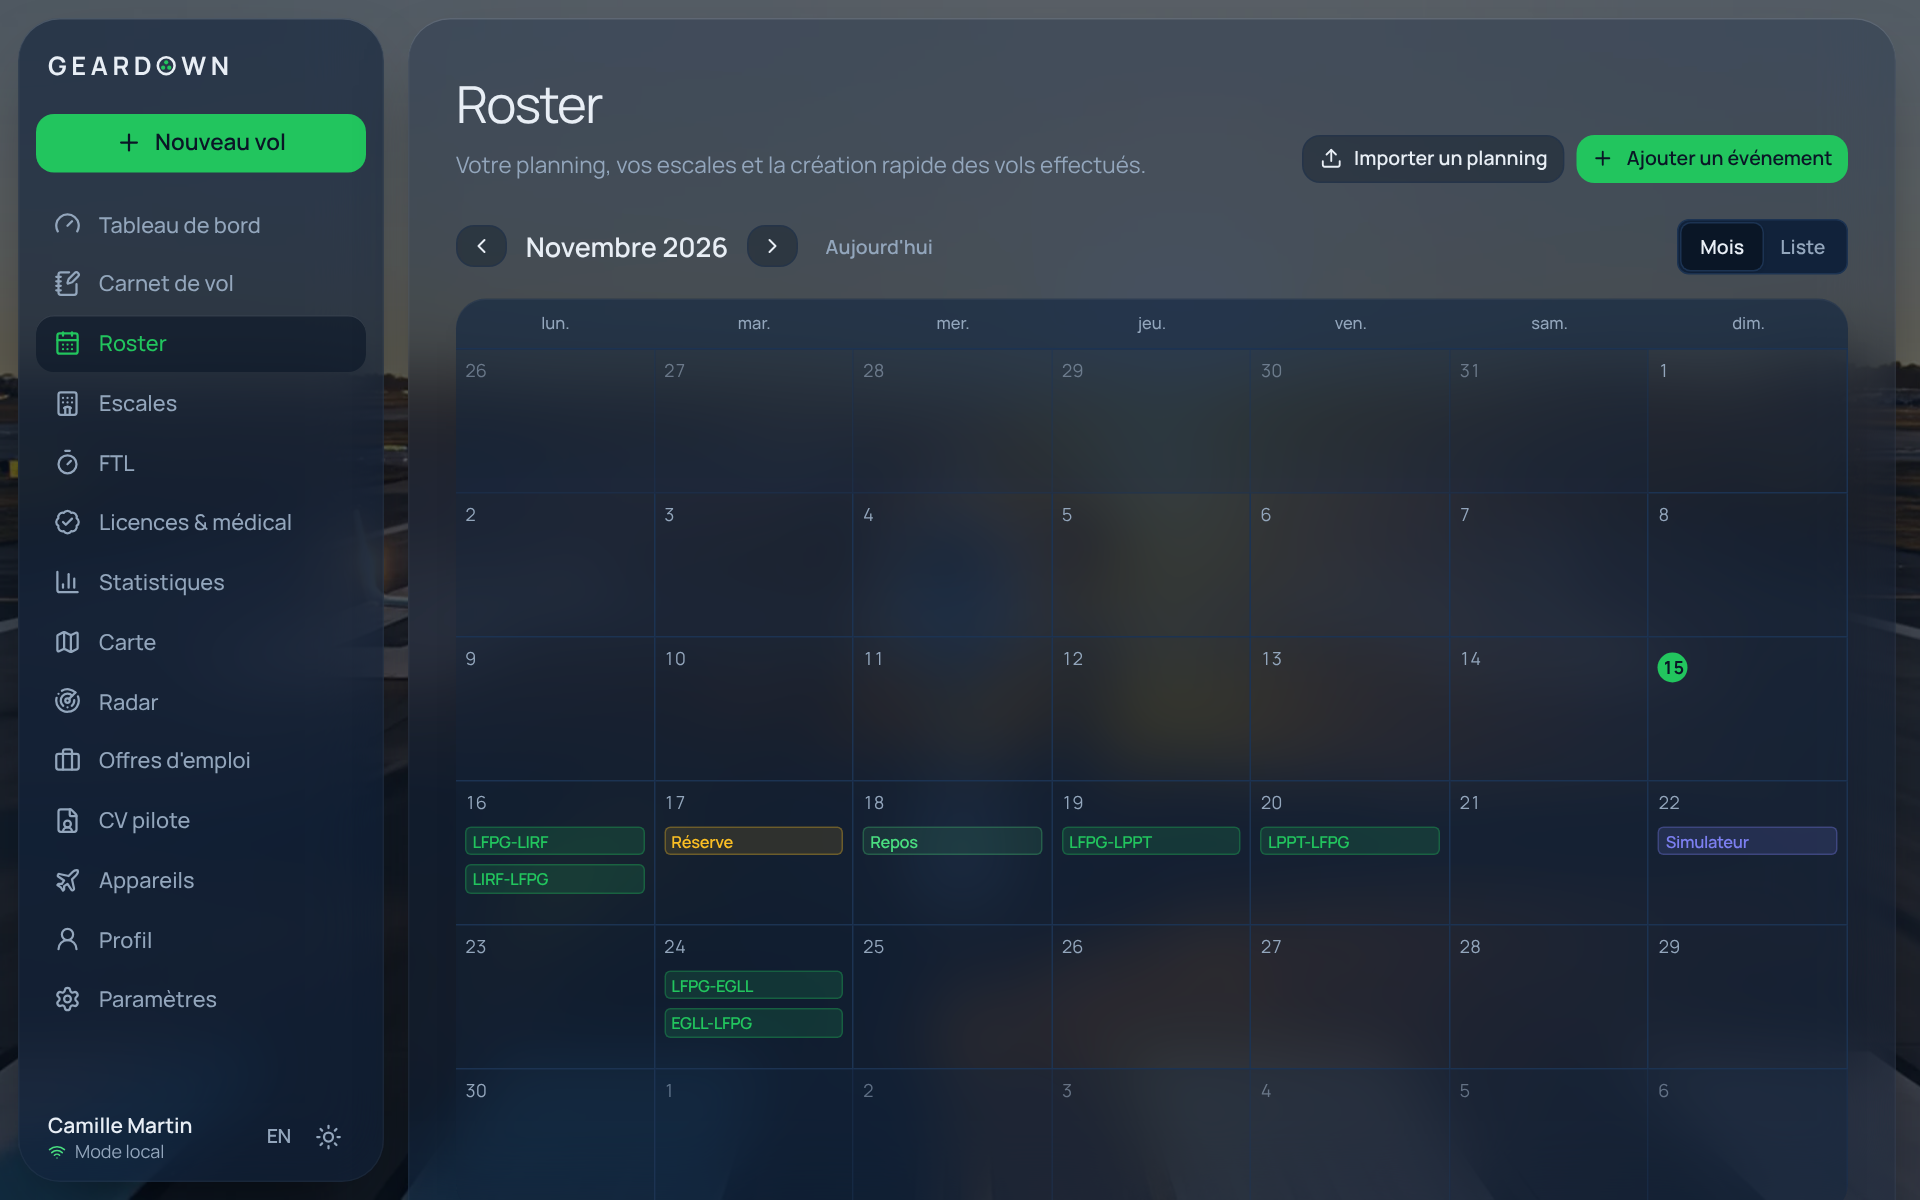 GEARDOWN
Nouveau vol
Tableau de bord
Carnet de vol
Roster
Escales
FTL
Licences & médical
Statistiques
Carte
Radar
Offres d'emploi
CV pilote
Appareils
Profil
Paramètres
Camille Martin
Mode local
EN
Roster
Votre planning, vos escales et la création rapide des vols effectués.
Importer un planning
Ajouter un événement
Novembre 2026
Aujourd'hui
Mois
Liste
lun. mar. mer. jeu. ven. sam. dim.
26 27 28 29 30 31 1
2 3 4 5 6 7 8
9 10 11 12 13 14 15
16 17 18 19 20 21 22
LFPG-LIRF Réserve Repos LFPG-LPPT LPPT-LFPG Simulateur
LIRF-LFPG
23 24 25 26 27 28 29
LFPG-EGLL
EGLL-LFPG
30 1 2 3 4 5 6